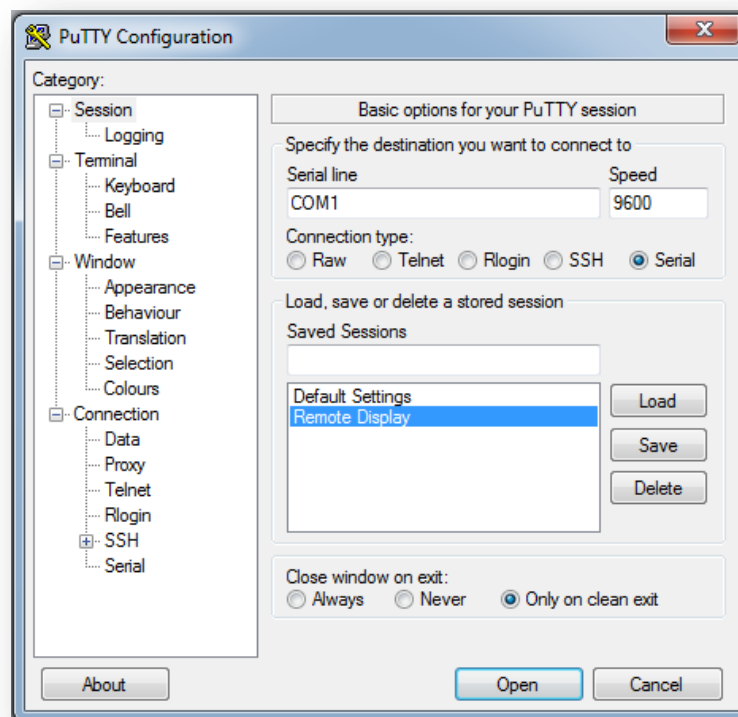 PuTTY Configuration
Category:
Session
Logging
Terminal
Keyboard
Bell
Features
Window
Appearance
Behaviour
Translation
Selection
Colours
Connection
Data
Proxy
Telnet
Rlogin
SSH
Serial
Basic options for your PuTTY session
Specify the destination you want to connect to
Serial line Speed
COM1 9600
Connection type:
Raw Telnet Rlogin SSH Serial
Load, save or delete a stored session
Saved Sessions
Default Settings
Remote Display
Load
Save
Delete
Close window on exit:
Always Never Only on clean exit
About Open Cancel